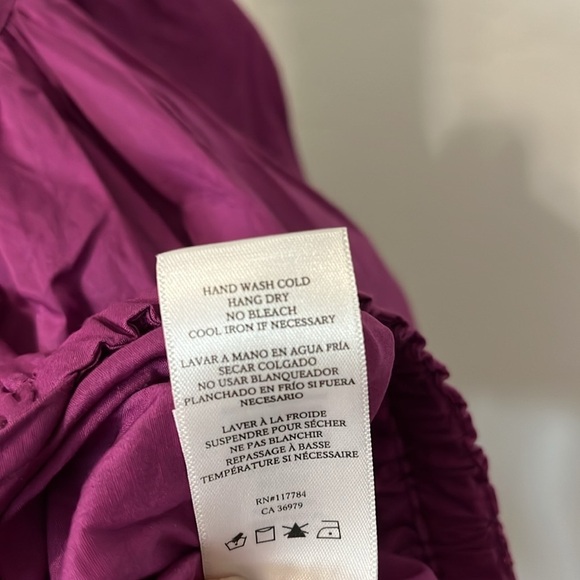 HAND WASH COLD
HANG DRY
NO BLEACH
COOL IRON IF NECESSARY
LAVAR A MANO EN AGUA FRÍA
SECAR COLGADO
NO USAR BLANQUEADOR
PLANCHADO EN FRÍO SI FUERA
NECESARIO
LAVER À LA FROIDE
SUSPENDRE POUR SÉCHER
NE PAS BLANCHIR
REPASSAGE À BASSE
TEMPÉRATURE SI NÉCESSAIRE
RN#117784
CA 36979